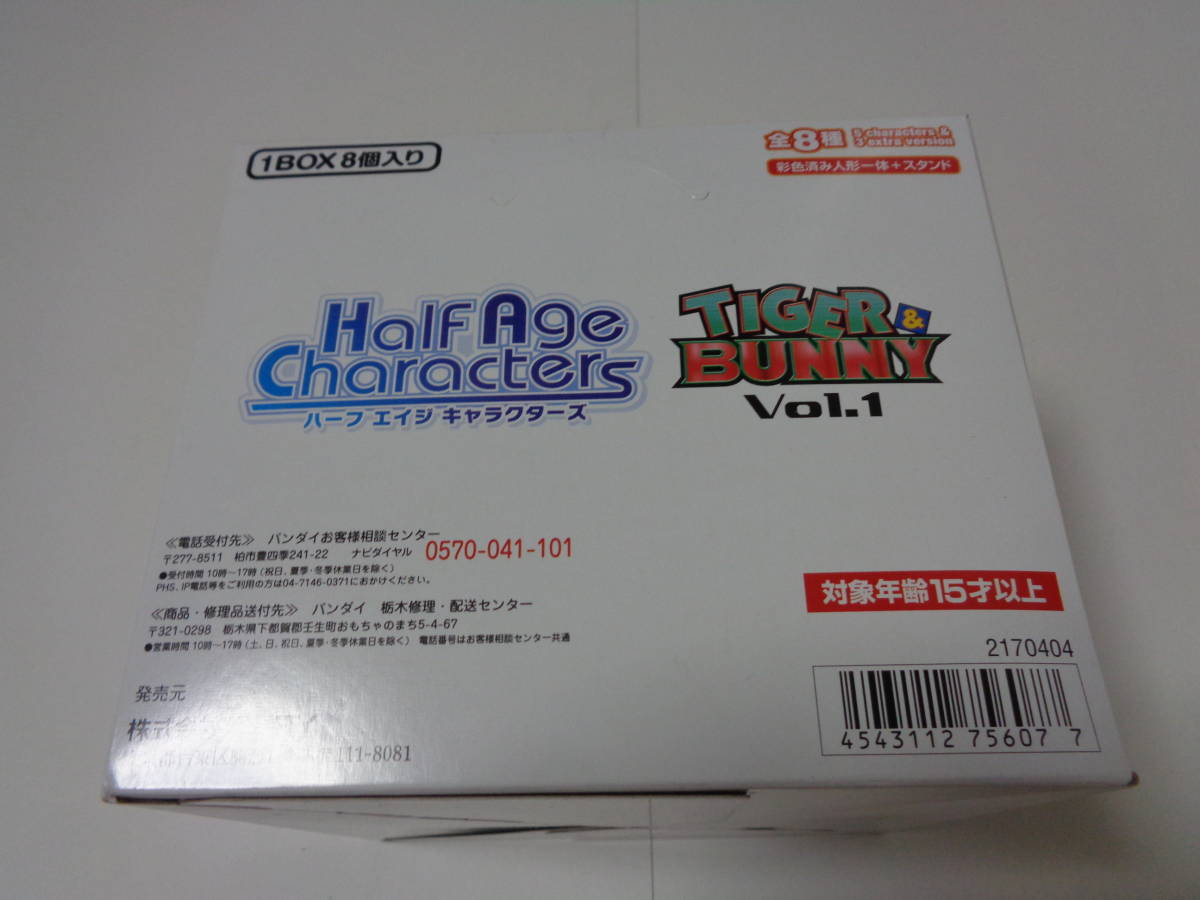 1BOX8個入り
全8種 5 characters & 3 extra version
彩色済み人形一体+スタンド
Half Age
Characters
ハーフ エイジ キャラクターズ
TIGER &
BUNNY
Vol.1
≪電話受付先≫ バンダイお客様相談センター
〒277-8511 柏市豊四季241-22 ナビダイヤル 0570-041-101
●受付時間 10時〜17時(祝日、夏季・冬季休業日を除く)
PHS、IP電話等をご利用の方は04-7146-0371におかけください。
≪商品・修理品送付先≫ バンダイ 栃木修理・配送センター
〒321-0298 栃木県下都賀郡壬生町おもちゃのまち5-4-67
●営業時間 10時〜17時(土、日、祝日、夏季・冬季休業日を除く) 電話番号はお客様相談センター共通
対象年齢15才以上
2170404
発売元
株式会
111-8081
4543112 756077